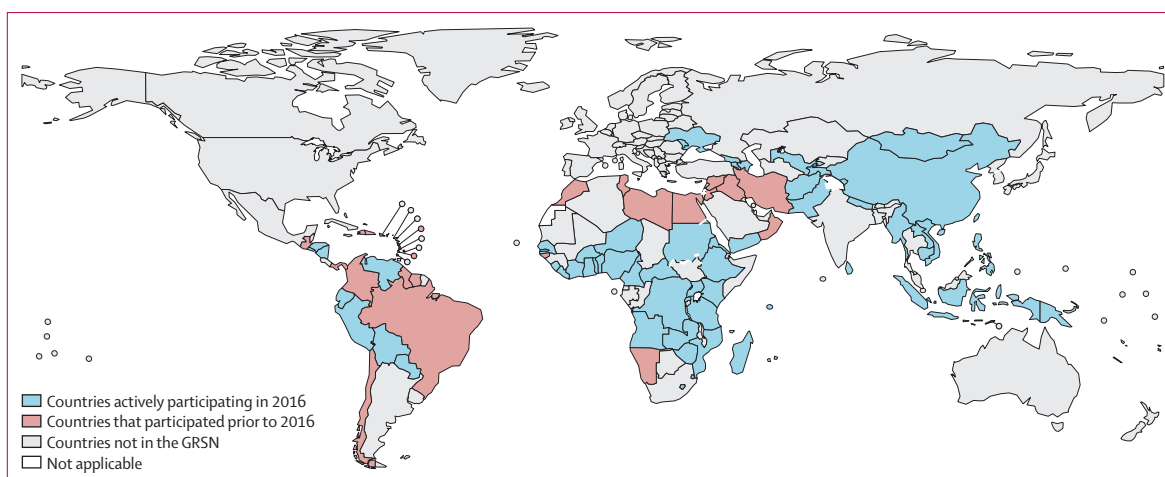 Countries actively participating in 2016
Countries that participated prior to 2016
Countries not in the GRSN
Not applicable